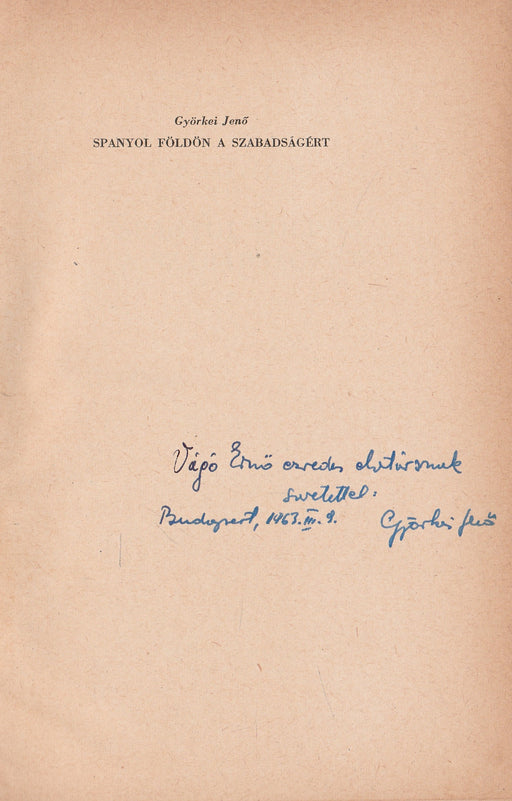 Györkei Jenő
SPANYOL FÖLDÖN A SZABADSÁGÉRT
Vágó Ernő ezredes elvtársnak
szeretettel:
Budapest, 1963. III. 9.
Györkei Jenő